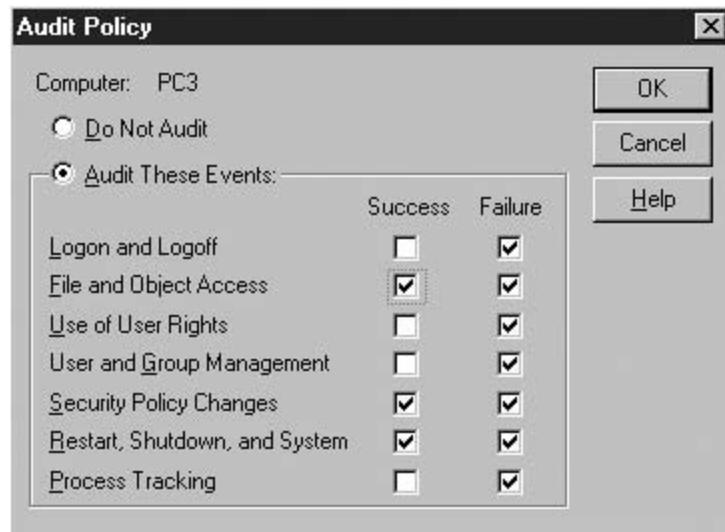 Audit Policy
Computer: PC3
OK
Do Not Audit
Cancel
Audit These Events:
Help
Success Failure
Logon and Logoff
File and Object Access
Use of User Rights
User and Group Management
Security Policy Changes
Restart, Shutdown, and System
Process Tracking